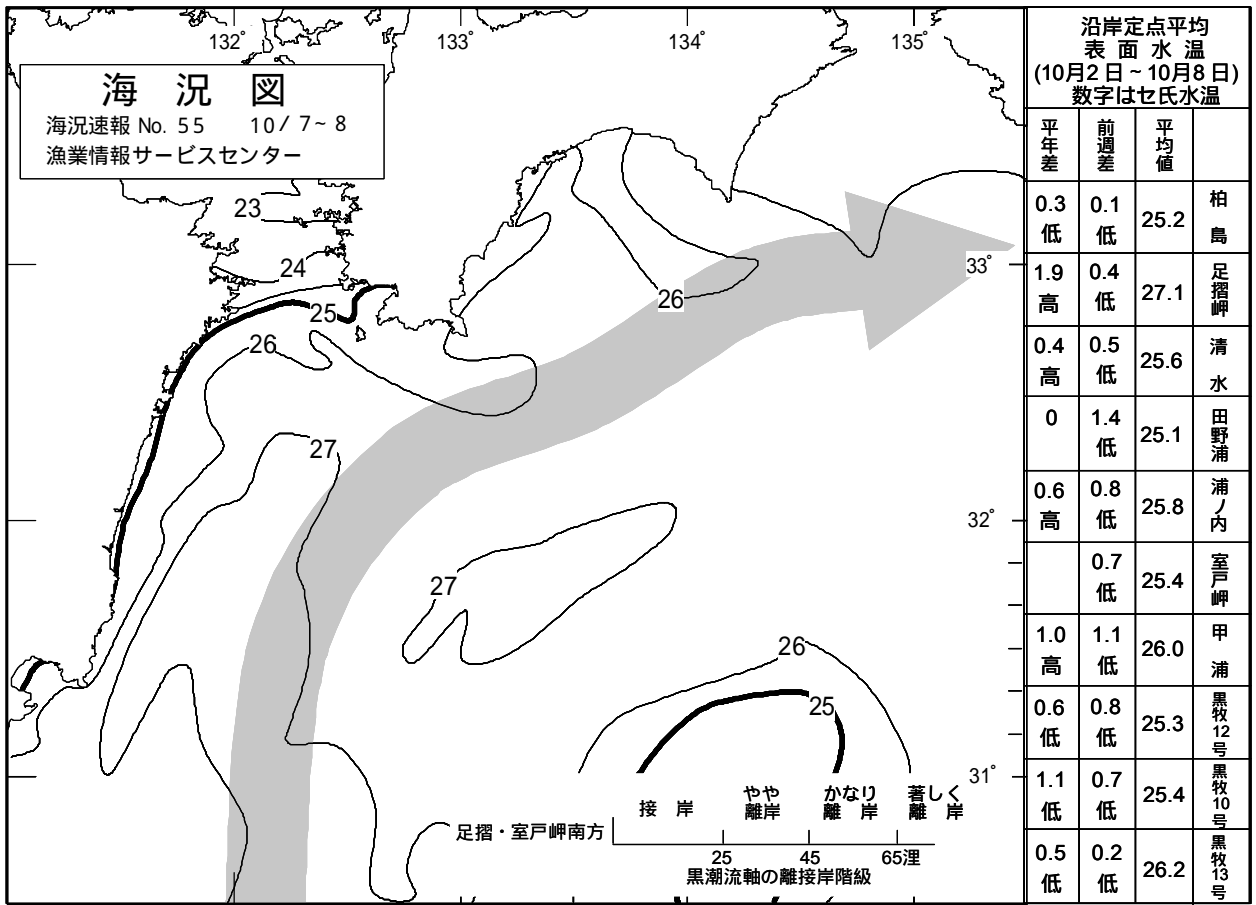 132°
133°
134°
135°
海況図
海況速報 No. 55 10/7~8
漁業情報サービスセンター
23
24
25
26
26
27
27
33°
32°
26
25
31°
接岸
やや離岸
かなり離岸
著しく離岸
足摺・室戸岬南方
25
45
65浬
黒潮流軸の離接岸階級
沿岸定点平均
表面水温
(10月2日~10月8日)
数字はセ氏水温
平年差 前週差 平均値
0.3低 0.1低 25.2 柏島
1.9高 0.4低 27.1 足摺岬
0.4高 0.5低 25.6 清水
0 1.4低 25.1 田野浦
0.6高 0.8低 25.8 浦ノ内
0.7低 25.4 室戸岬
1.0高 1.1低 26.0 甲浦
0.6低 0.8低 25.3 黒牧12号
1.1低 0.7低 25.4 黒牧10号
0.5低 0.2低 26.2 黒牧13号